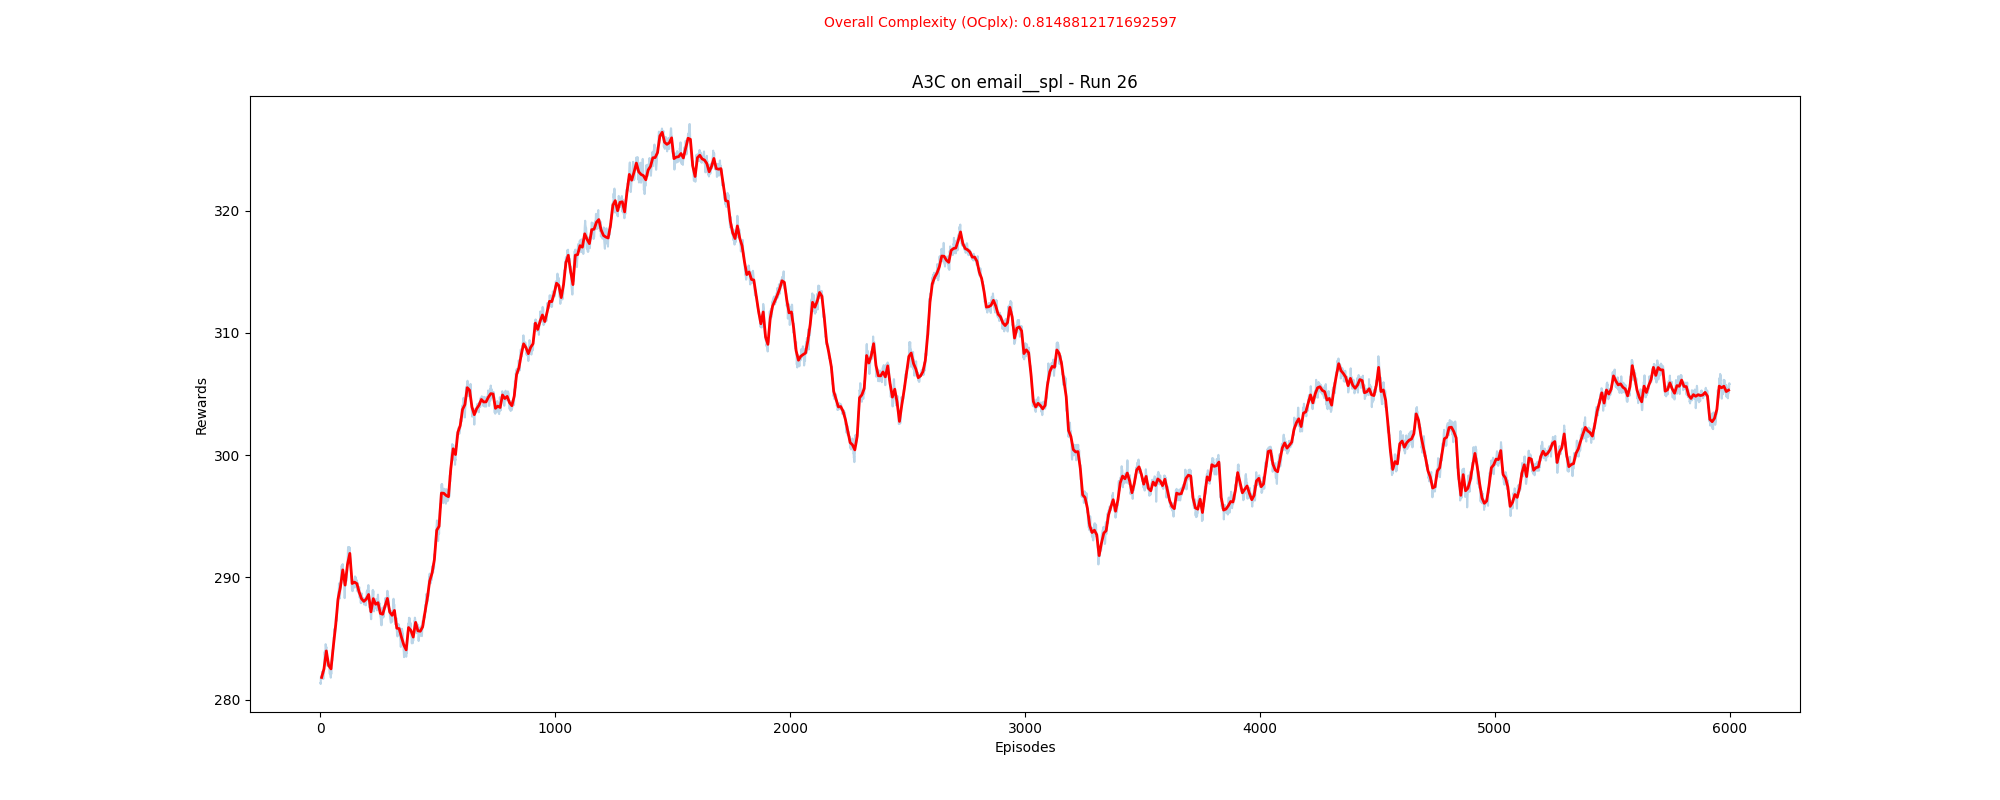 Overall Complexity (OCplx): 0.8148812171692597
A3C on email__spl - Run 26
Rewards
320
310
300
290
280
0 1000 2000 3000 4000 5000 6000
Episodes